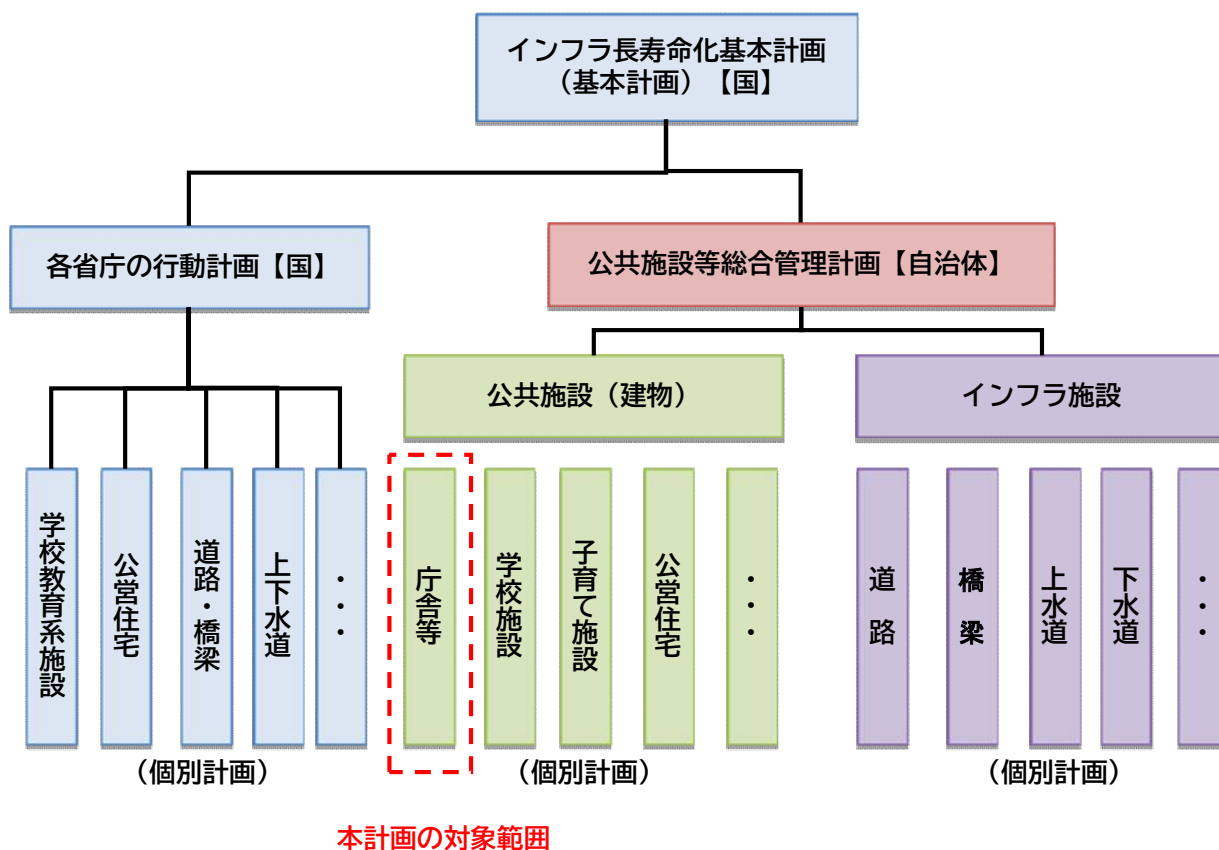 インフラ長寿命化基本計画
（基本計画）【国】
各省庁の行動計画【国】
公共施設等総合管理計画【自治体】
公共施設（建物）
インフラ施設
学校教育系施設
公営住宅
道路・橋梁
上下水道
・・・
庁舎等
学校施設
子育て施設
公営住宅
・・・
道路
橋梁
上水道
下水道
・・・
（個別計画）
（個別計画）
（個別計画）
本計画の対象範囲